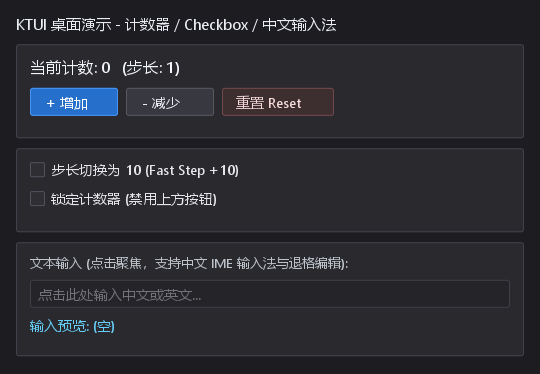 KTUI 桌面演示 - 计数器 / Checkbox / 中文输入法
当前计数: 0 (步长: 1)
+ 增加
- 减少
重置 Reset
步长切换为 10 (Fast Step +10)
锁定计数器 (禁用上方按钮)
文本输入 (点击聚焦，支持中文 IME 输入法与退格编辑):
点击此处输入中文或英文...
输入预览: (空)